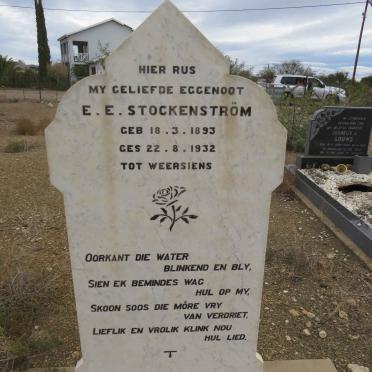 HIER RUS
MY GELIEFDE EGGENOOT
E. E. STOCKENSTRÖM
GEB 18·3·1893
GES 22·8·1932
TOT WEERSIENS
OORKANT DIE WATER
BLINKEND EN BLY,
SIEN EK BEMINDES WAG
HUL OP MY,
SKOON SOOS DIE MÔRE VRY
VAN VERDRIET,
LIEFLIK EN VROLIK KLINK NOU
HUL LIED.